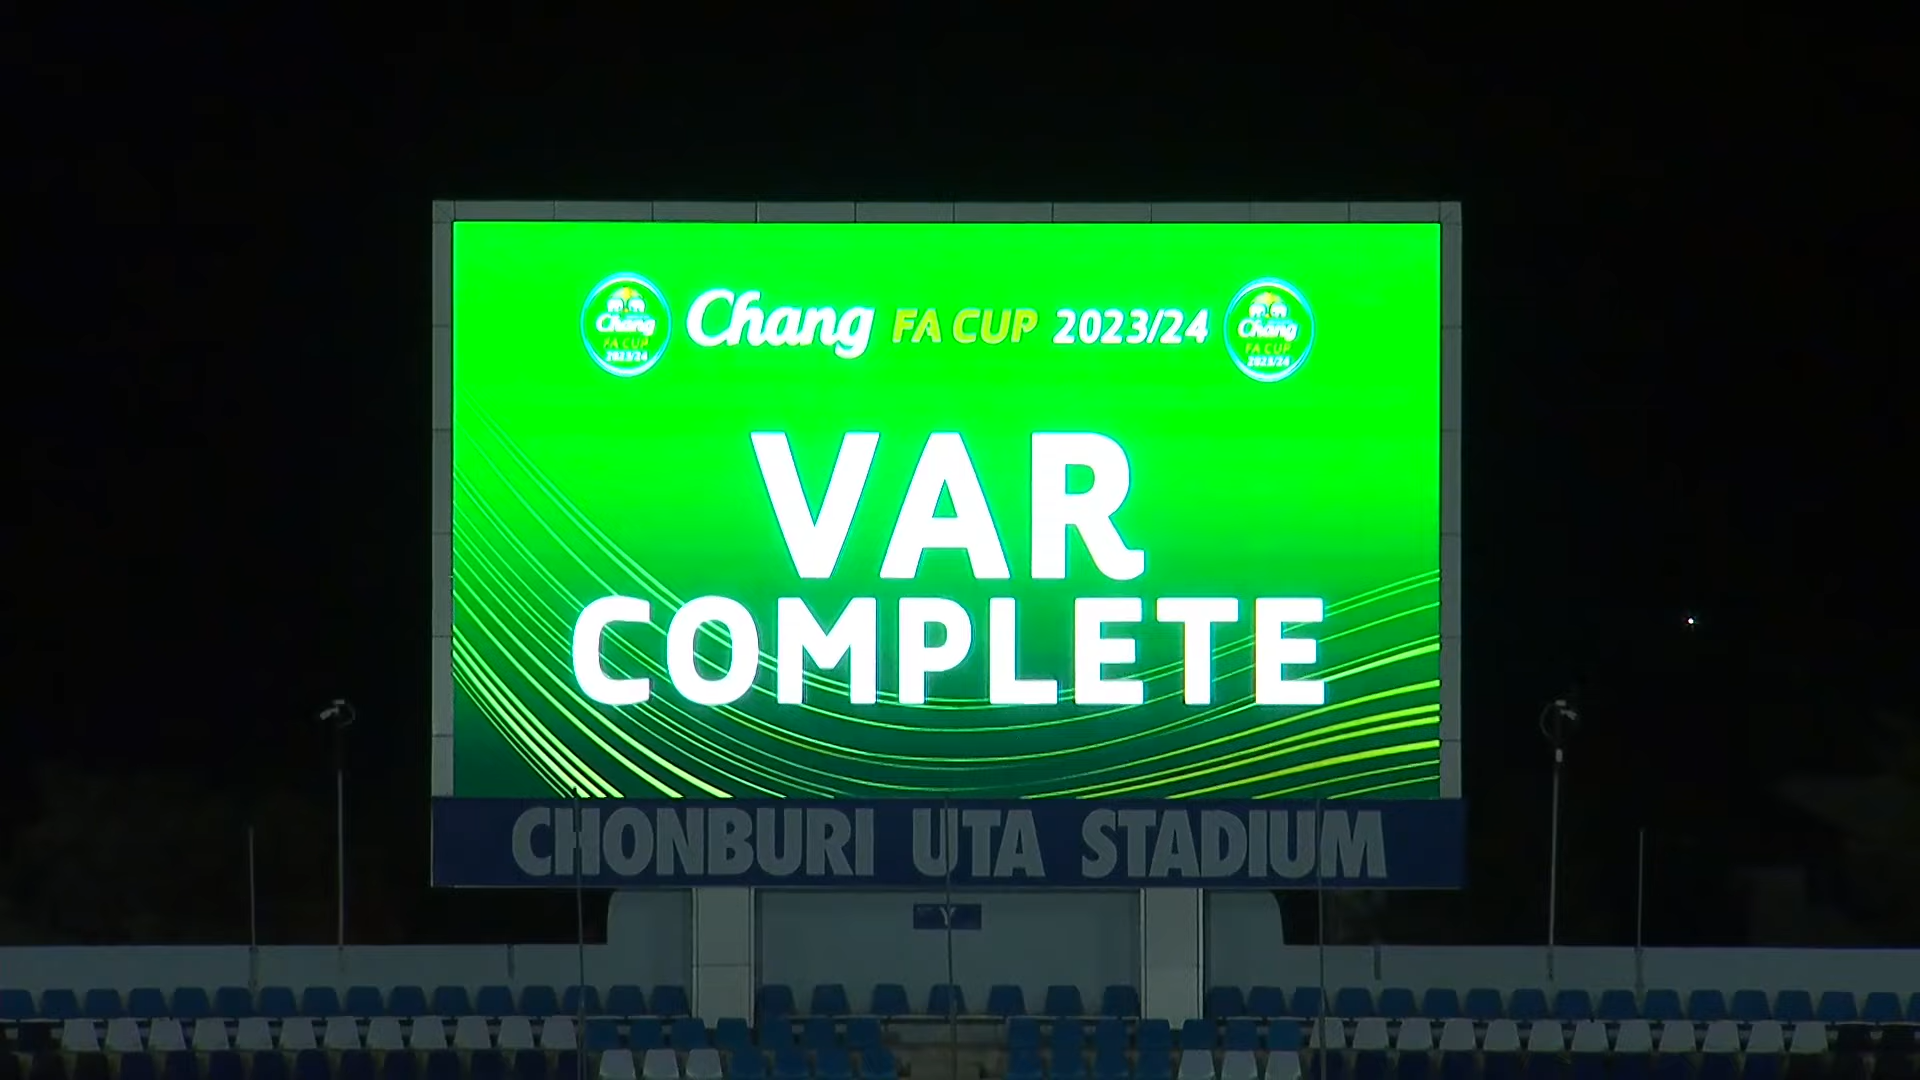 Chang FA CUP 2023/24
Chang
FA CUP
2023/24
Chang
FA CUP
2023/24
VAR
COMPLETE
CHONBURI UTA STADIUM
Y